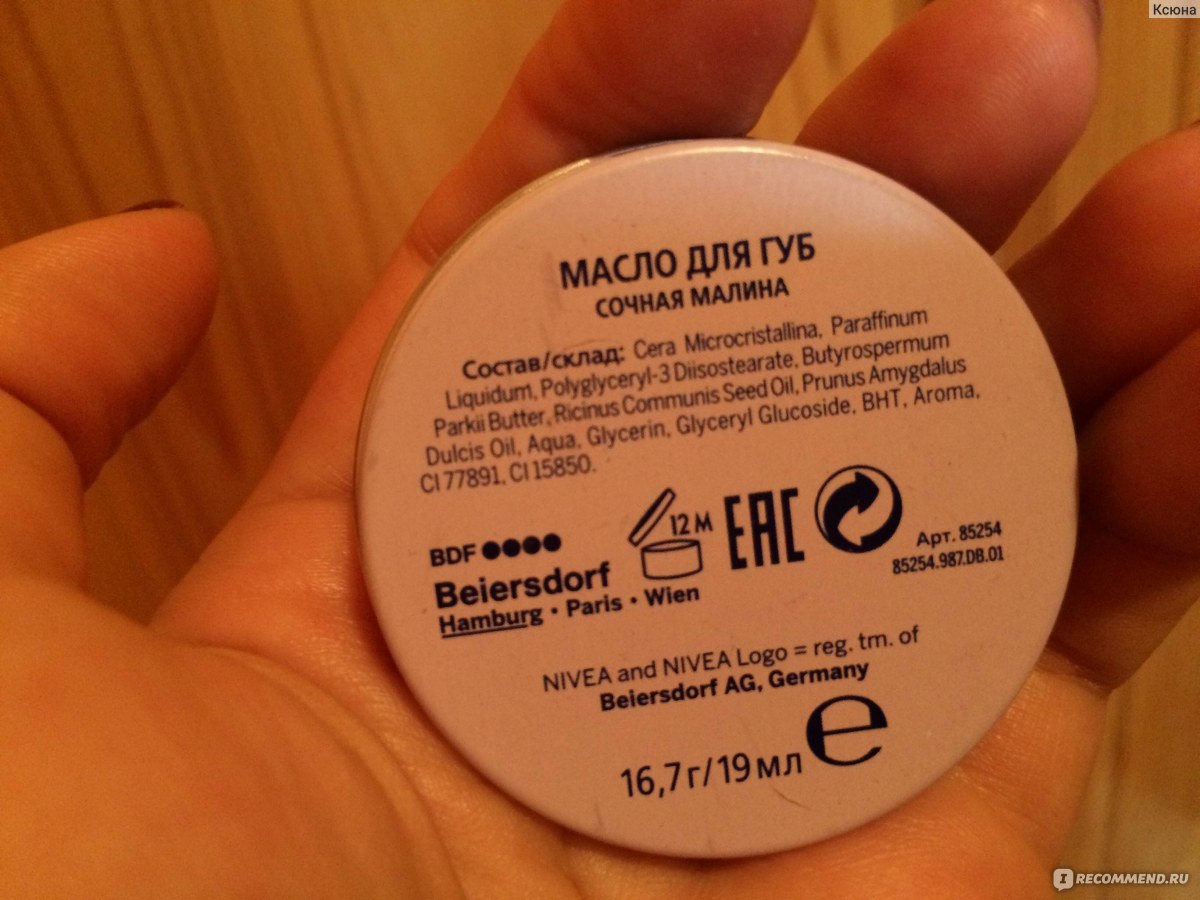 Ксюна
МАСЛО ДЛЯ ГУБ
СОЧНАЯ МАЛИНА
Состав/склад: Cera Microcristallina, Paraffinum
Liquidum, Polyglyceryl-3 Diisostearate, Butyrospermum
Parkii Butter, Ricinus Communis Seed Oil, Prunus Amygdalus
Dulcis Oil, Aqua, Glycerin, Glyceryl Glucoside, BHT, Aroma,
CI 77891, CI 15850.
BDF ●●●●
Beiersdorf
Hamburg • Paris • Wien
12 M
EAC
Арт. 85254
85254.987.DB.01
NIVEA and NIVEA Logo = reg. tm. of
Beiersdorf AG, Germany
16,7 г/19 мл e
IRECOMMEND.RU